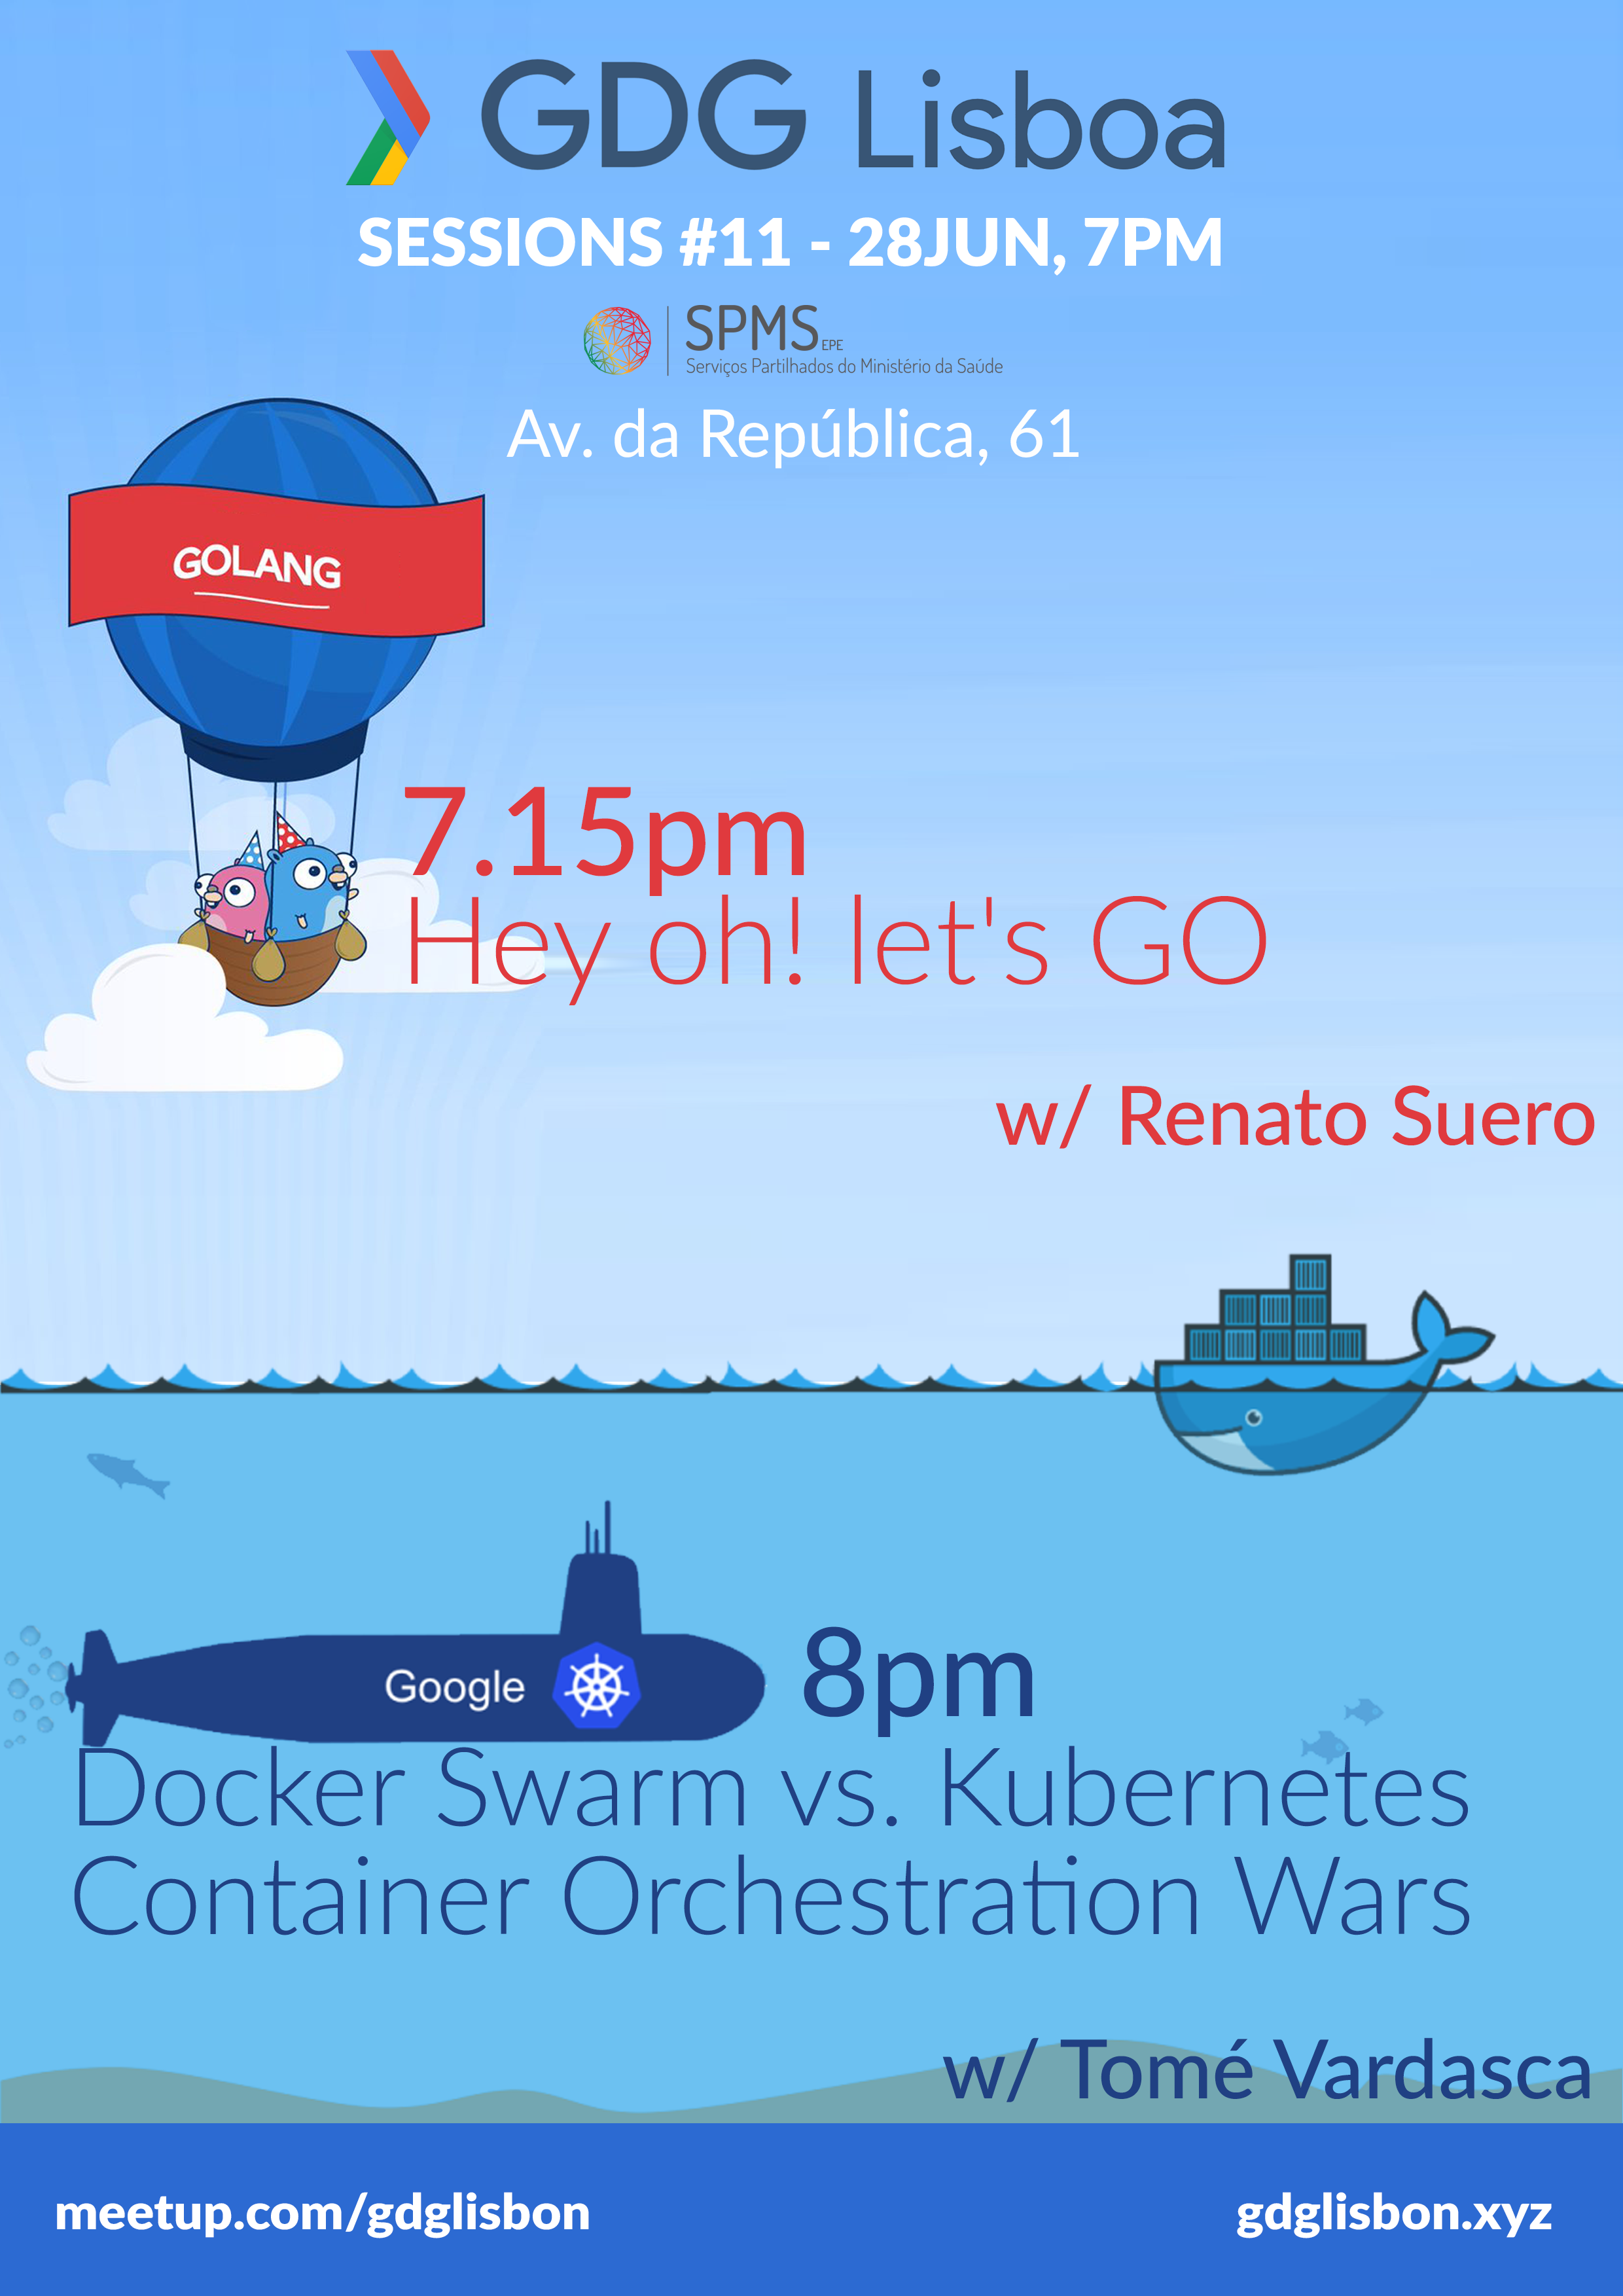 GDG Lisboa
SESSIONS #11 - 28JUN, 7PM
SPMS EPE
Serviços Partilhados do Ministério da Saúde
Av. da República, 61
GOLANG
7.15pm
Hey oh! let's GO
w/ Renato Suero
Google
8pm
Docker Swarm vs. Kubernetes
Container Orchestration Wars
w/ Tomé Vardasca
meetup.com/gdglisbon
gdglisbon.xyz